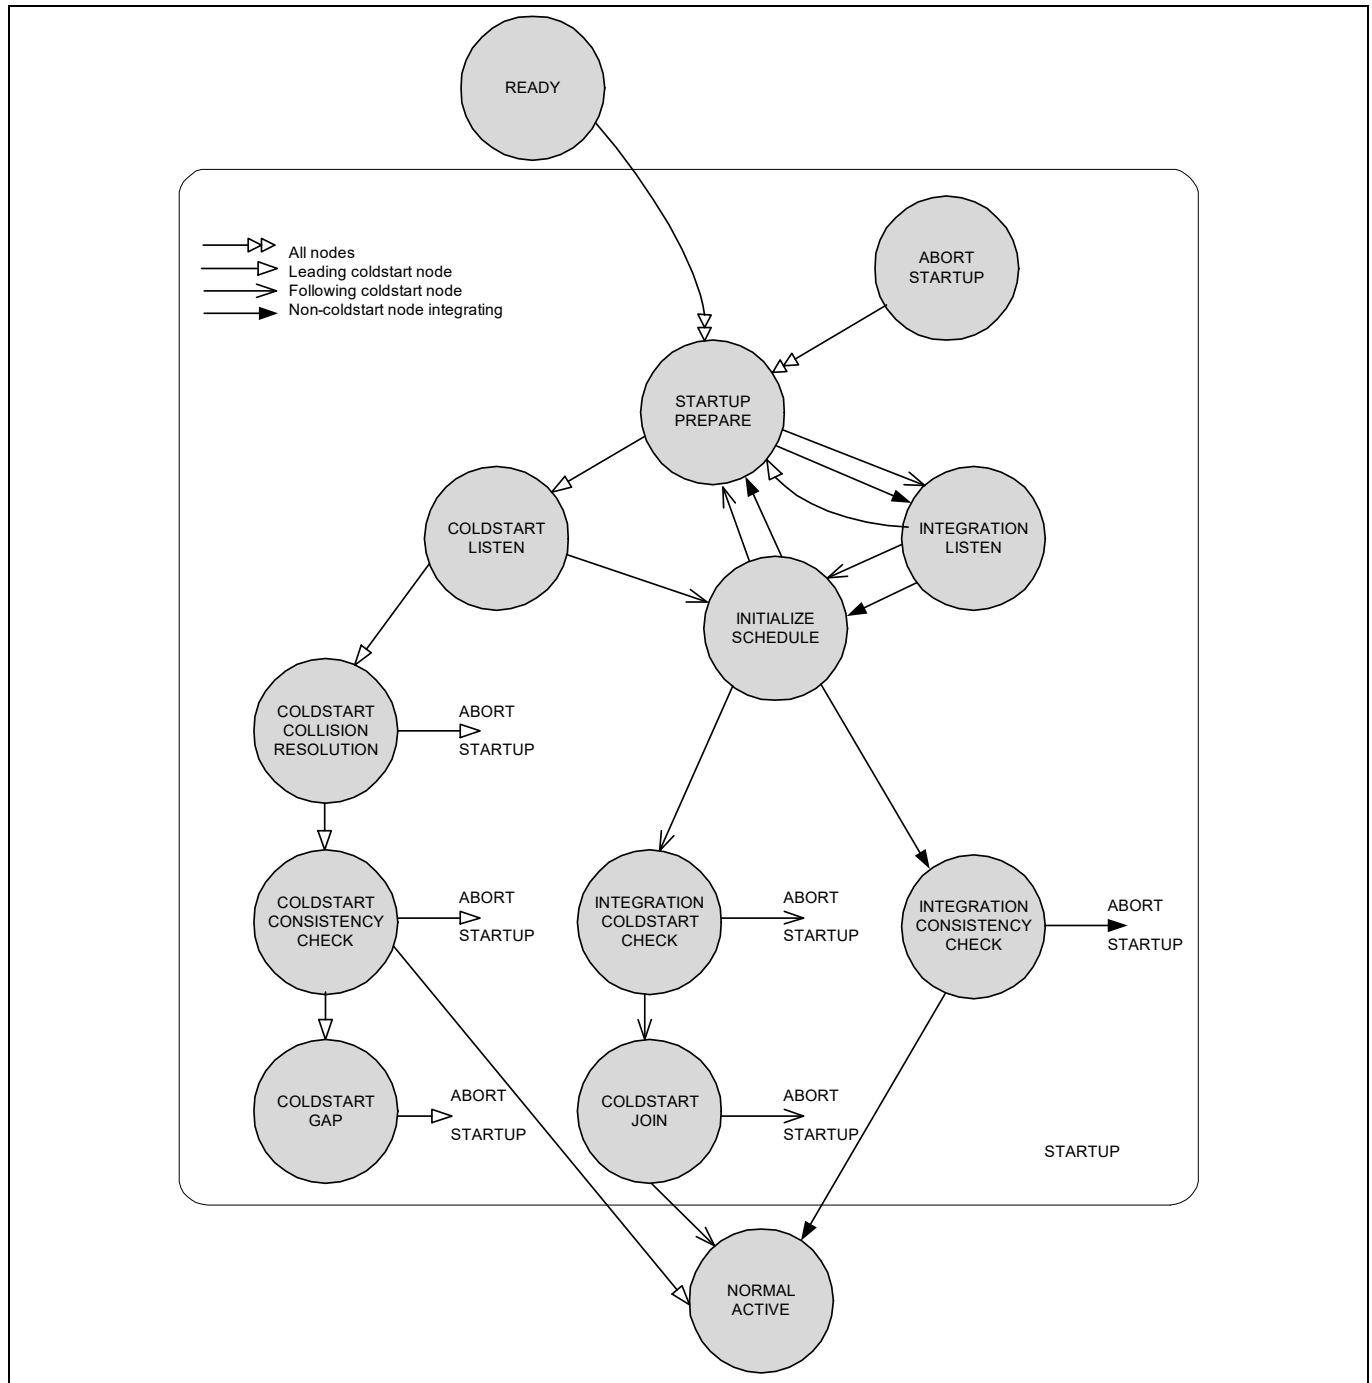 READY
All nodes
Leading coldstart node
Following coldstart node
Non-coldstart node integrating
ABORT
STARTUP
STARTUP
PREPARE
COLDSTART
LISTEN
INTEGRATION
LISTEN
INITIALIZE
SCHEDULE
COLDSTART
COLLISION
RESOLUTION
ABORT
STARTUP
COLDSTART
CONSISTENCY
CHECK
ABORT
STARTUP
INTEGRATION
COLDSTART
CHECK
ABORT
STARTUP
INTEGRATION
CONSISTENCY
CHECK
ABORT
STARTUP
COLDSTART
GAP
ABORT
STARTUP
COLDSTART
JOIN
ABORT
STARTUP
STARTUP
NORMAL
ACTIVE